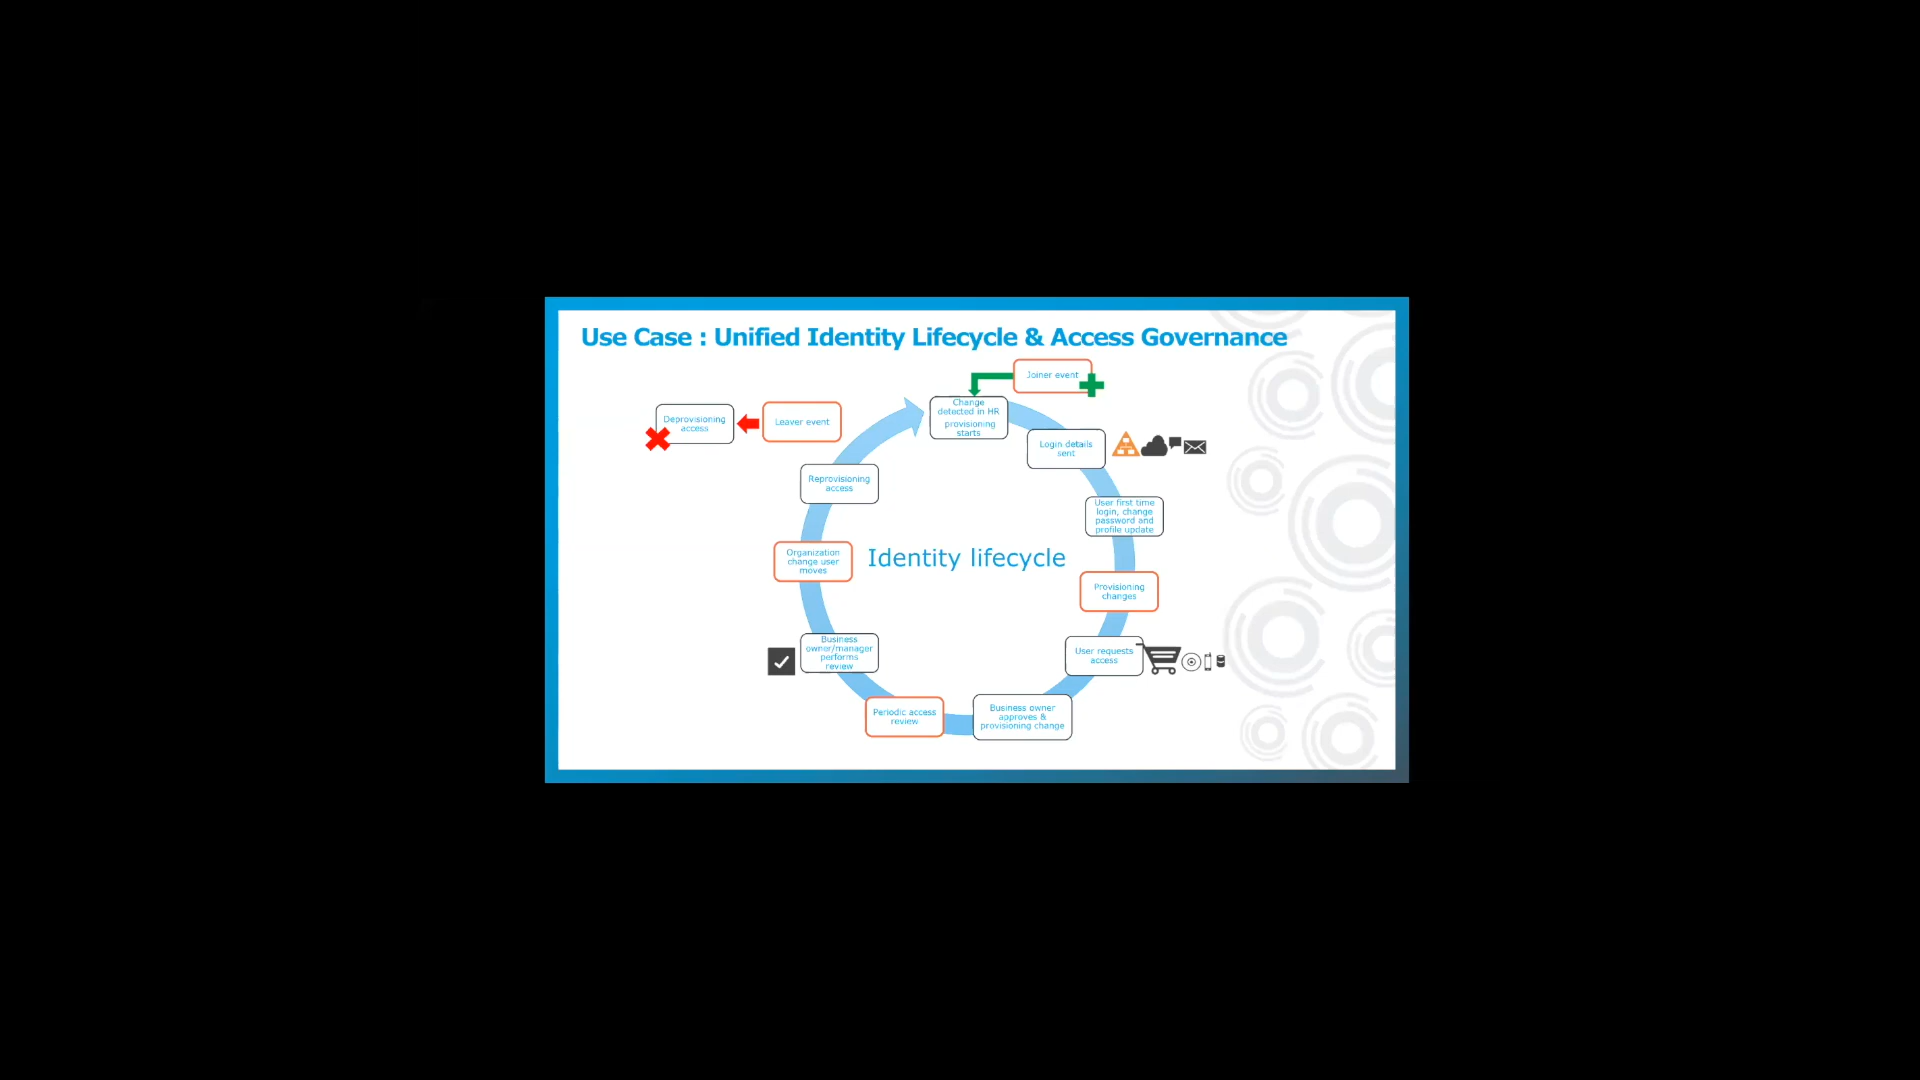 Use Case : Unified Identity Lifecycle & Access Governance
Joiner event
Change
detected in HR
provisioning
starts
Login details
sent
User first time
login, change
password and
profile update
Provisioning
changes
User requests
access
Business owner
approves &
provisioning change
Periodic access
review
Business
owner/manager
performs
review
Organization
change user
moves
Reprovisioning
access
Leaver event
Deprovisioning
access
Identity lifecycle